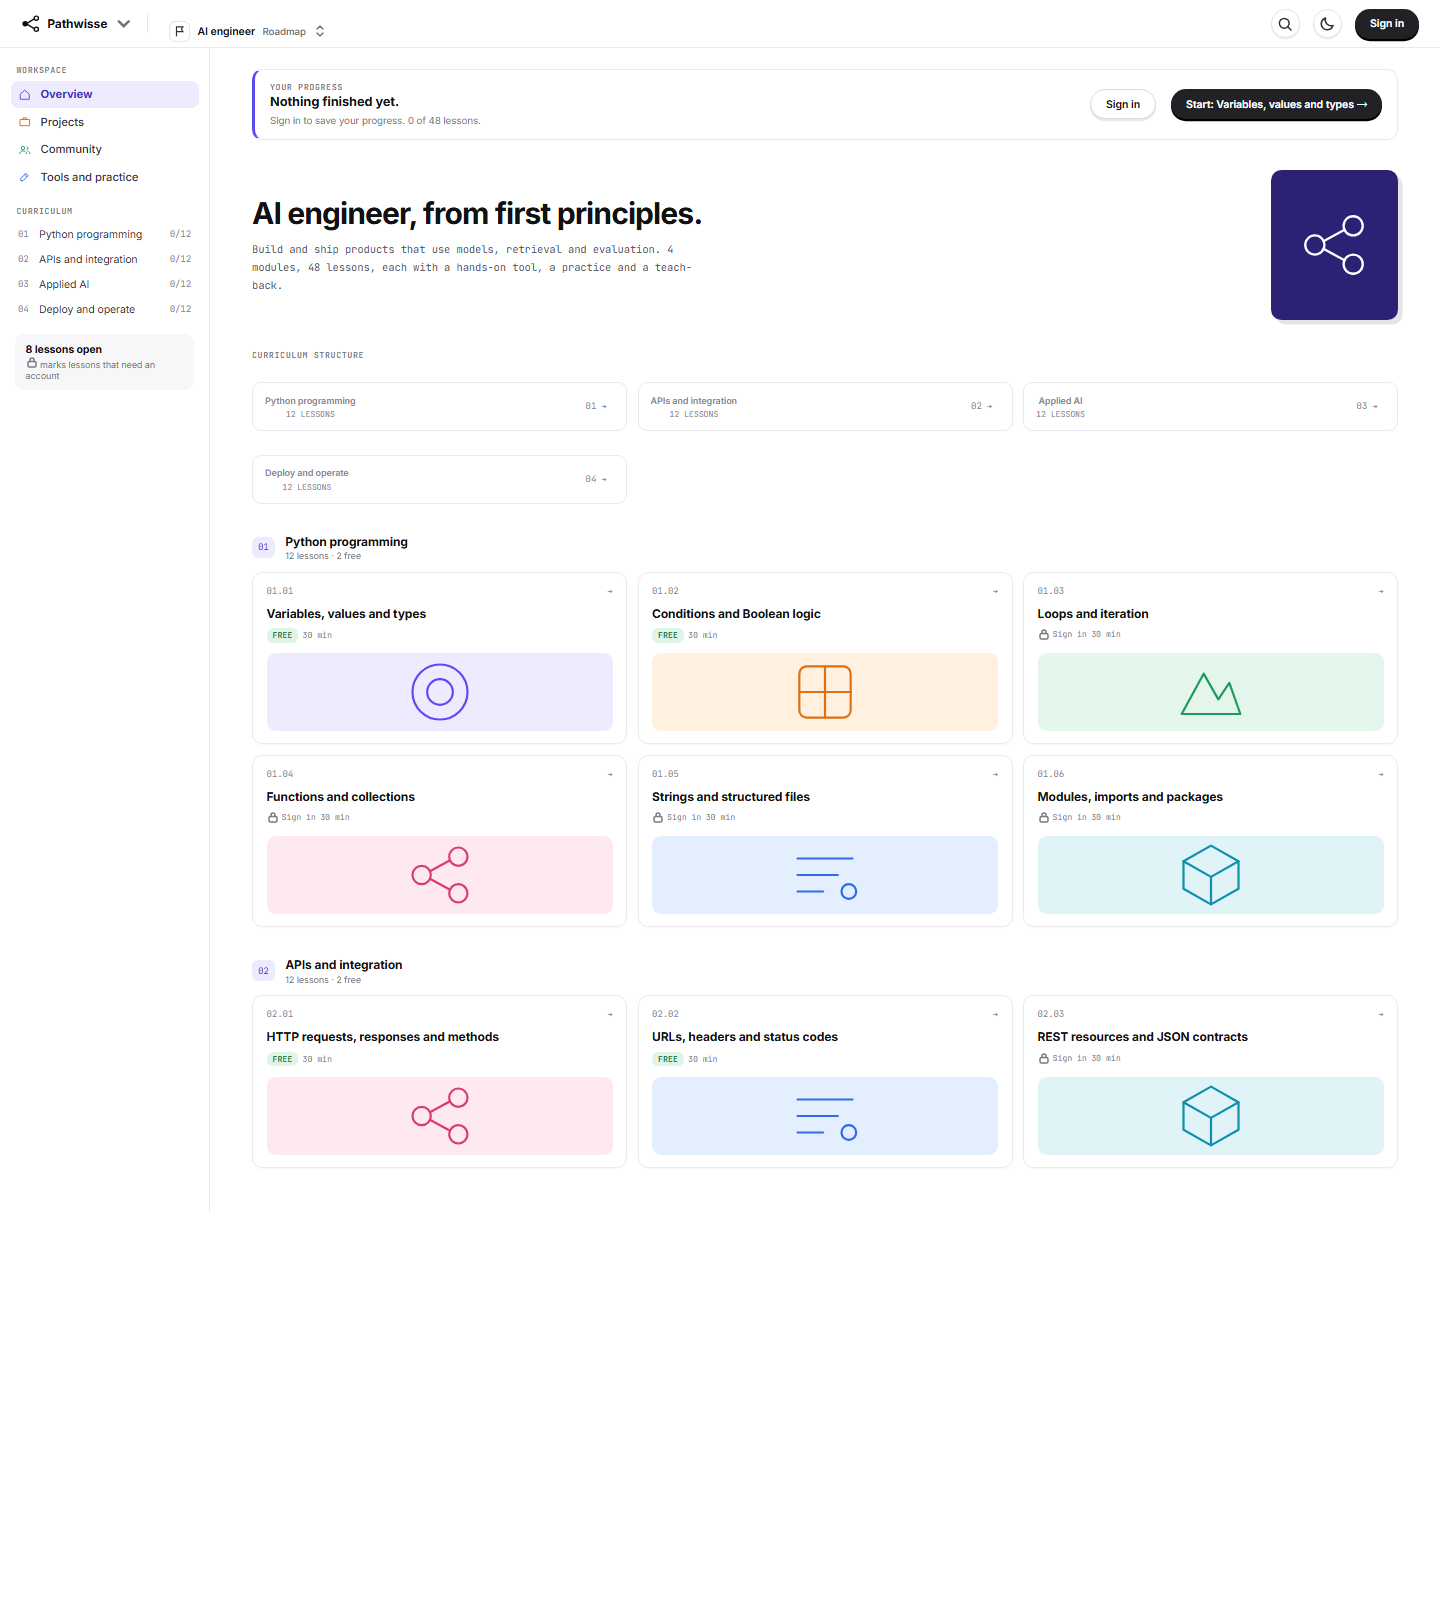 Pathwisse
AI engineer Roadmap
Sign in
WORKSPACE
Overview
Projects
Community
Tools and practice
CURRICULUM
01 Python programming 0/12
02 APIs and integration 0/12
03 Applied AI 0/12
04 Deploy and operate 0/12
8 lessons open
marks lessons that need an
account
YOUR PROGRESS
Nothing finished yet.
Sign in to save your progress. 0 of 48 lessons.
Sign in
Start: Variables, values and types →
AI engineer, from first principles.
Build and ship products that use models, retrieval and evaluation. 4
modules, 48 lessons, each with a hands-on tool, a practice and a teach-
back.
CURRICULUM STRUCTURE
Python programming
12 LESSONS
01 →
APIs and integration
12 LESSONS
02 →
Applied AI
12 LESSONS
03 →
Deploy and operate
12 LESSONS
04 →
01
Python programming
12 lessons · 2 free
01.01 →
Variables, values and types
FREE 30 min
01.02 →
Conditions and Boolean logic
FREE 30 min
01.03 →
Loops and iteration
Sign in 30 min
01.04 →
Functions and collections
Sign in 30 min
01.05 →
Strings and structured files
Sign in 30 min
01.06 →
Modules, imports and packages
Sign in 30 min
02
APIs and integration
12 lessons · 2 free
02.01 →
HTTP requests, responses and methods
FREE 30 min
02.02 →
URLs, headers and status codes
FREE 30 min
02.03 →
REST resources and JSON contracts
Sign in 30 min